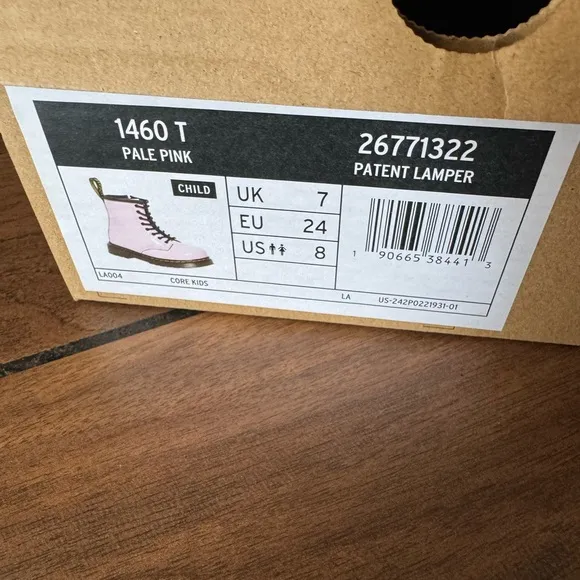 1460 T
PALE PINK
26771322
PATENT LAMPER
CHILD
UK 7
EU 24
US 8
1 90665 38441 3
LA004
CORE KIDS
LA
US-242P0221931-01